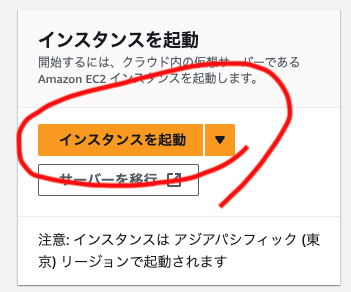 インスタンスを起動
開始するには、クラウド内の仮想サーバーである
Amazon EC2 インスタンスを起動します。
インスタンスを起動
サーバーを移行
注意: インスタンスは アジアパシフィック (東
京) リージョンで起動されます